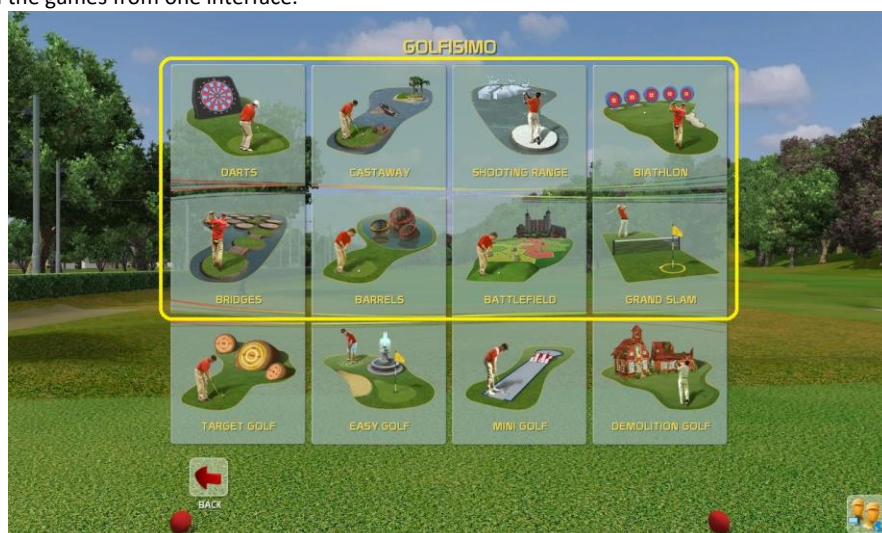 the games from one interface.
GOLFISIMO
DARTS CASTAWAY SHOOTING RANGE BIATHLON
BRIDGES BARRELS BATTLEFIELD GRAND SLAM
TARGET GOLF EASY GOLF MINI GOLF DEMOLITION GOLF
BACK